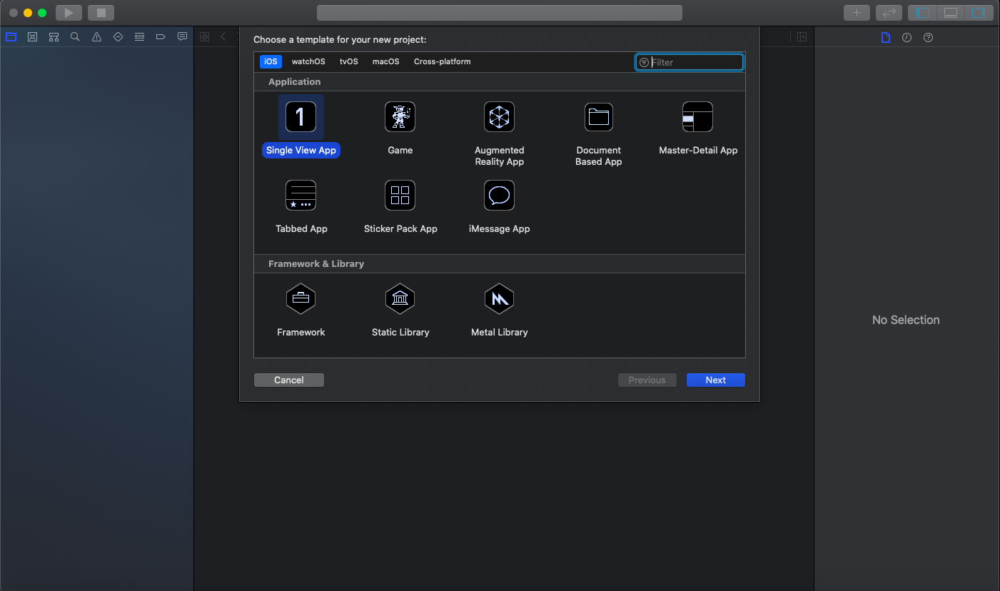 Choose a template for your new project:
iOS watchOS tvOS macOS Cross-platform Filter
Application
1
Single View App Game Augmented Reality App Document Based App Master-Detail App
Tabbed App Sticker Pack App iMessage App
Framework & Library
Framework Static Library Metal Library
Cancel Previous Next
No Selection